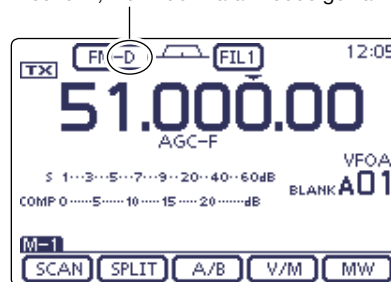 FM-D FIL1 12:05
TX
51.000.00
AGC-F
VFOA
S 1···3···5···7···9··20··40··60dB
BLANK A01
COMP 0·····5·····10·····15·····20······dB
M-1
SCAN SPLIT A/B V/M MW